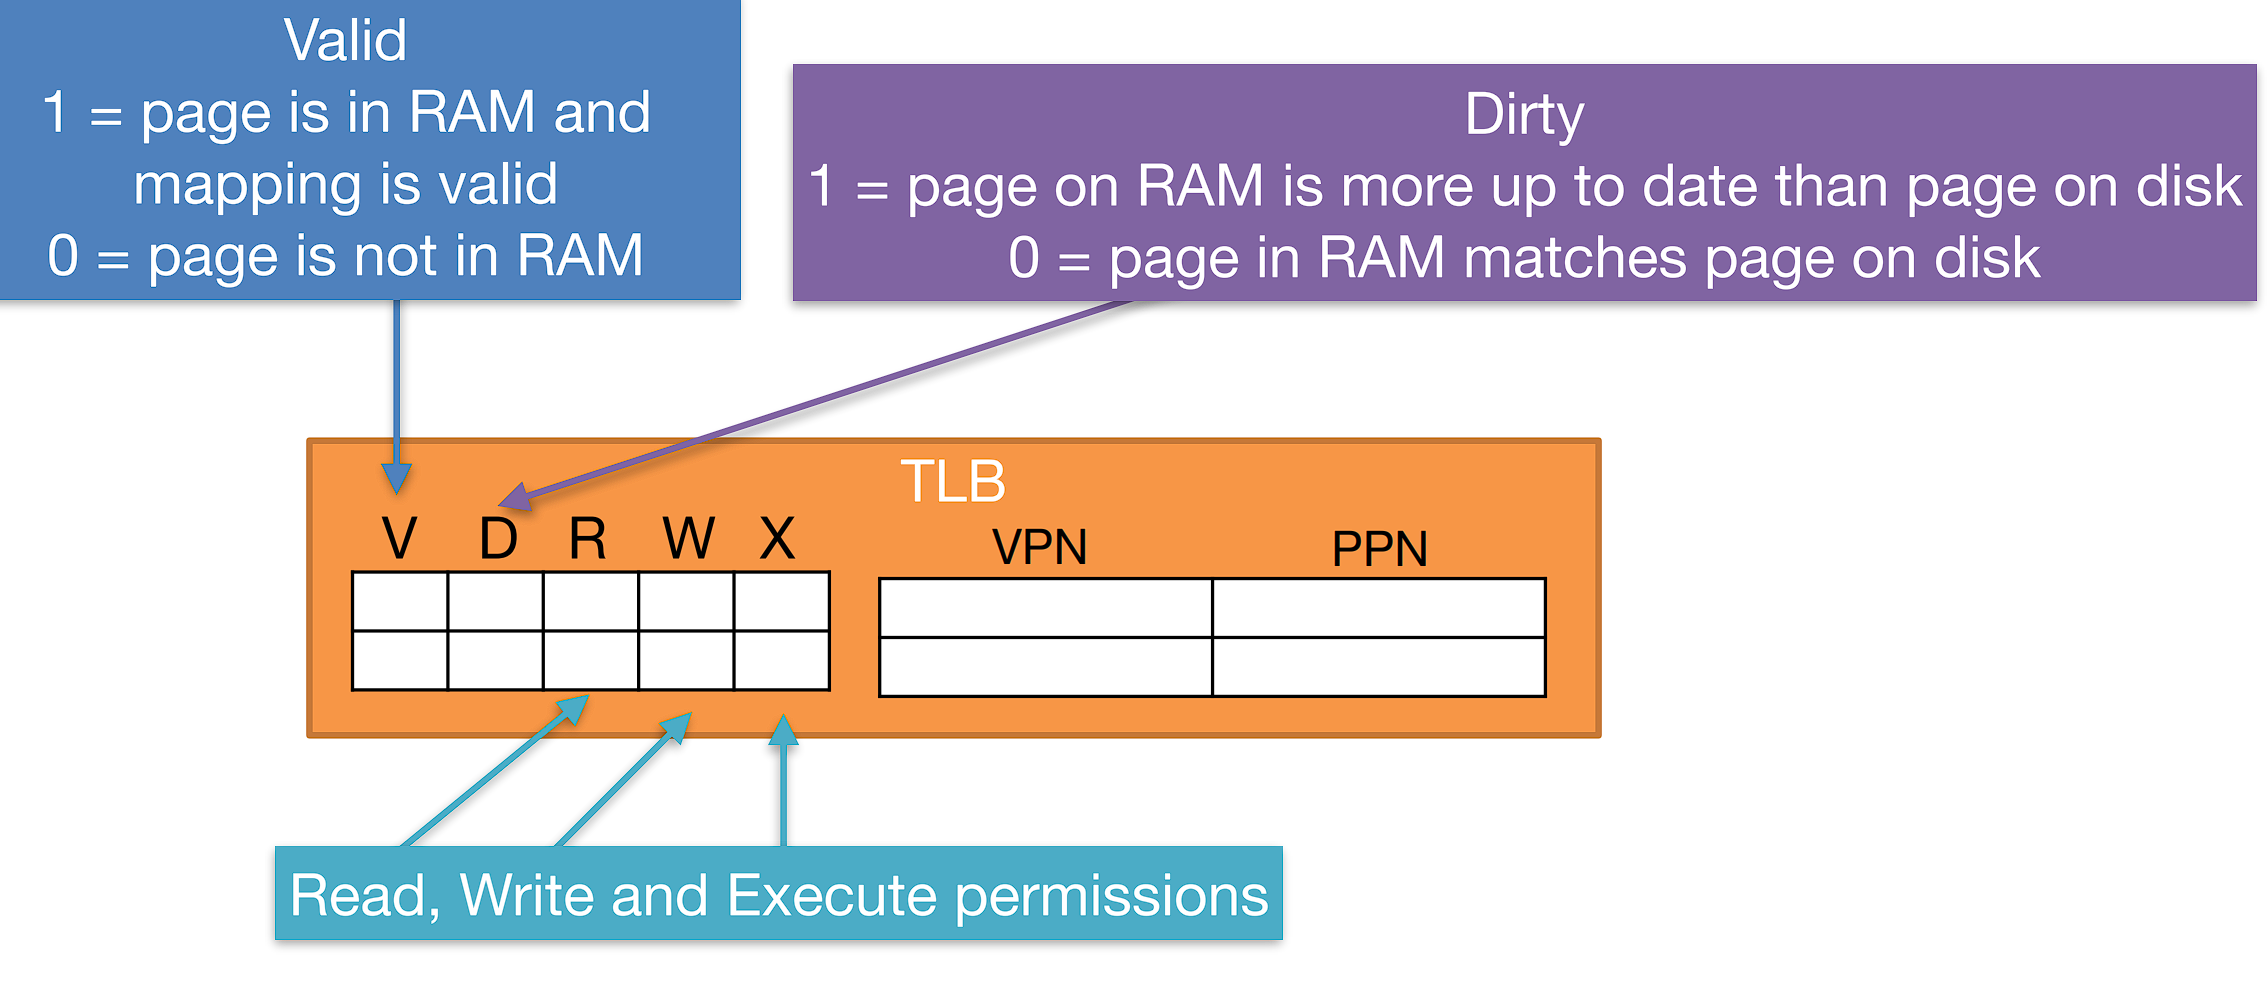 Valid
1 = page is in RAM and
mapping is valid
0 = page is not in RAM
Dirty
1 = page on RAM is more up to date than page on disk
0 = page in RAM matches page on disk
TLB
V D R W X VPN PPN
Read, Write and Execute permissions